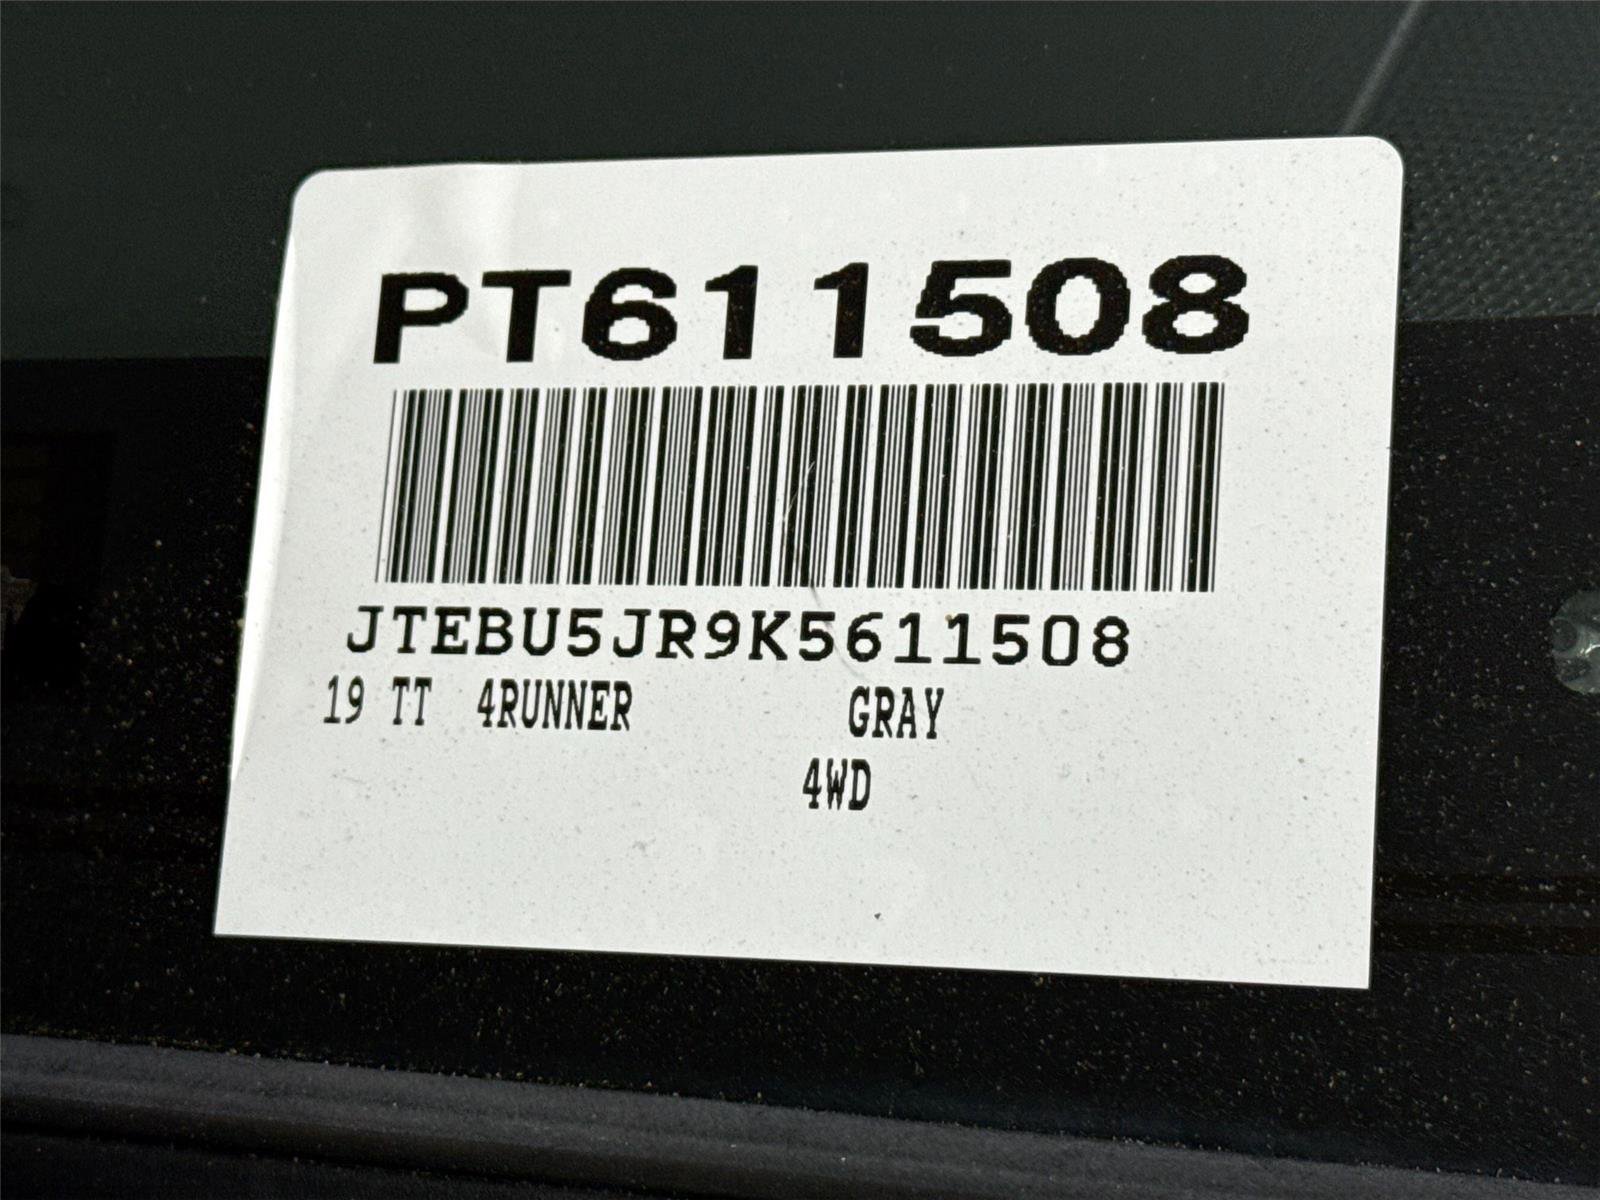 PT611508
JTEBU5JR9K5611508
19 TT 4RUNNER GRAY
4WD